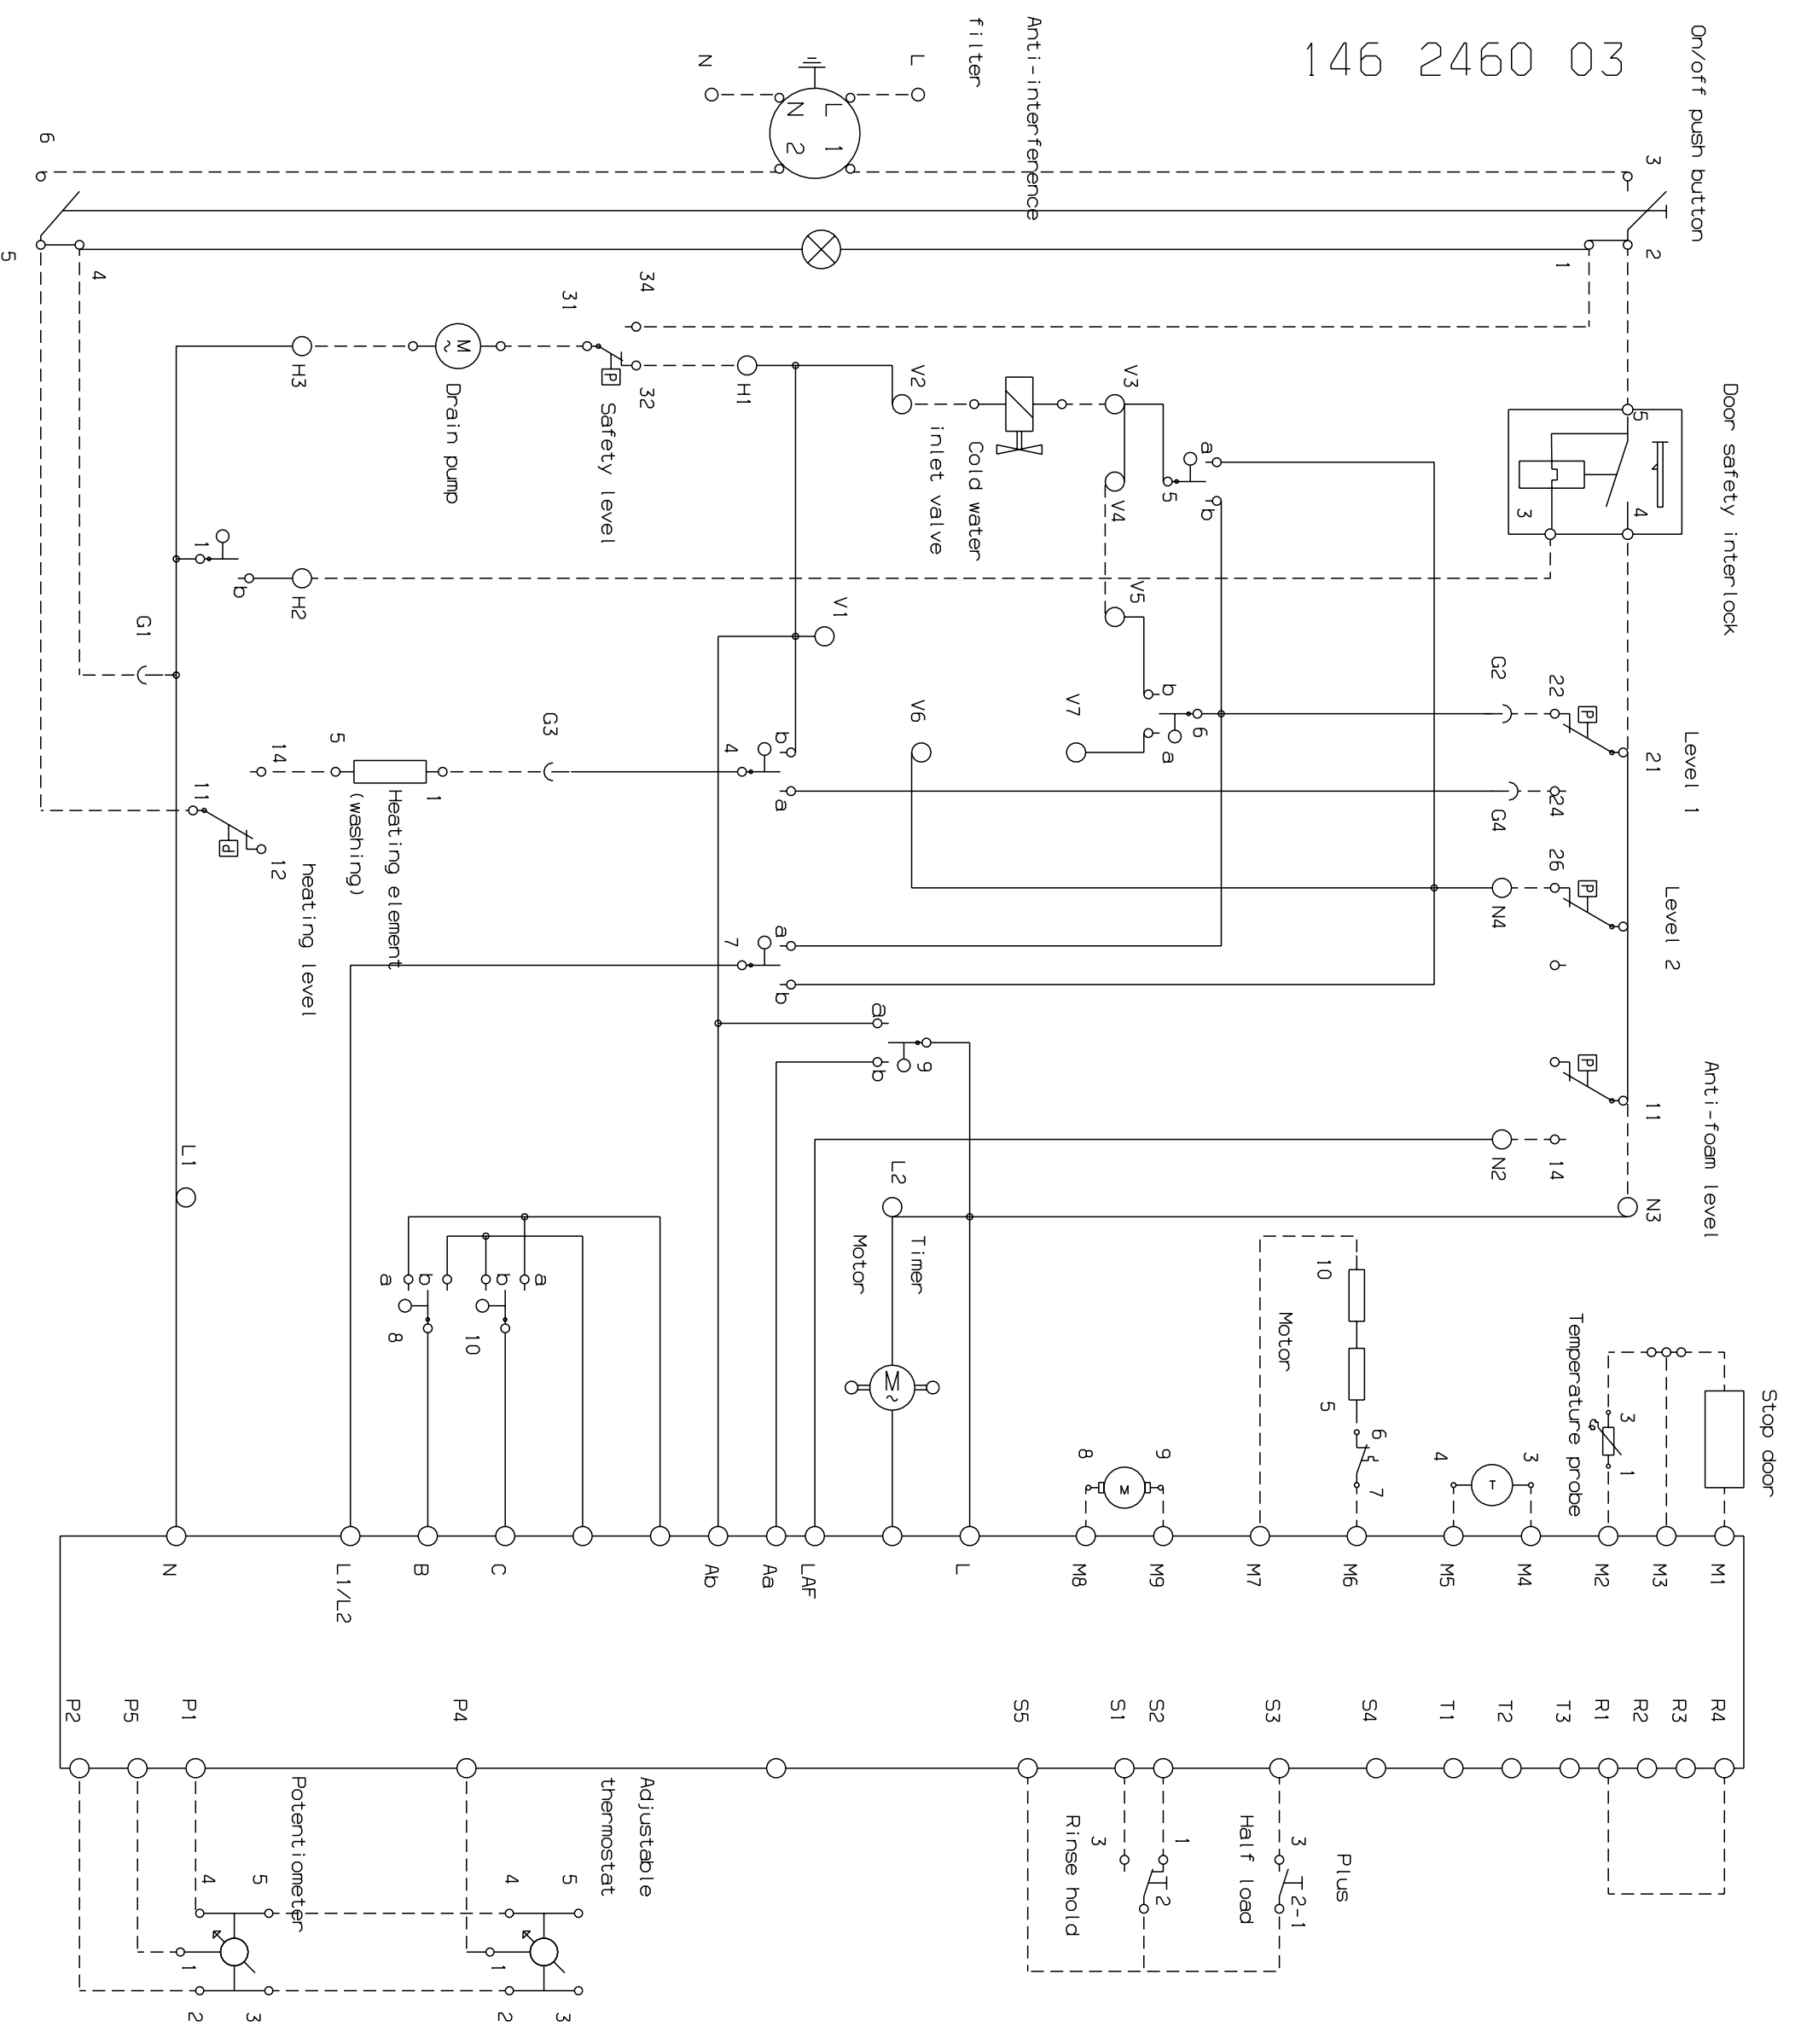 146 2460 03
On/off push button
3
2
1
6
5
4
Anti-interference
filter
L
N
L 1
N 2
Door safety interlock
5
4
3
34
31
32
P
Safety level
H1
H3
M
~
Drain pump
V2
V3
V4
Cold water
inlet valve
a
b
5
1
b
H2
V1
V5
G1
G2
22
21
P
Level 1
b
6
a
V7
V6
24
G4
b
4
a
G3
1
5
14
Heating element
(washing)
11
12
P
heating level
26
P
Level 2
N4
a
7
b
a
9
b
P
11
14
Anti-foam level
N2
N3
L1
L2
Timer
Motor
M
~
a
b
b
a
8
10
10
5
Motor
6
7
8
9
M
4
3
T
Temperature probe
3
1
Stop door
N
L1/L2
B
C
Ab
Aa
LAF
L
M8
M9
M7
M6
M5
M4
M2
M3
M1
P2
P5
P1
P4
S5
S1
S2
S3
S4
T1
T2
T3
R1
R2
R3
R4
Potentiometer
4
5
1
2
3
Adjustable
thermostat
4
5
1
2
3
Rinse hold
3
1
2
Half load
3
2-1
Plus